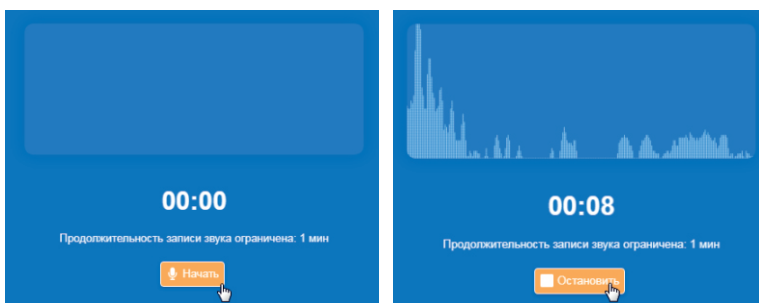 00:00
Продолжительность записи звука ограничена: 1 мин
Начать
00:08
Продолжительность записи звука ограничена: 1 мин
Остановить